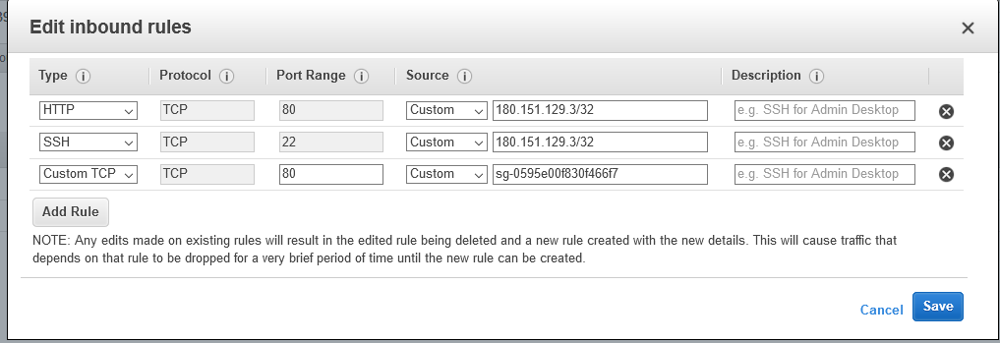 Edit inbound rules
Type Protocol Port Range Source Description
HTTP TCP 80 Custom 180.151.129.3/32 e.g. SSH for Admin Desktop
SSH TCP 22 Custom 180.151.129.3/32 e.g. SSH for Admin Desktop
Custom TCP TCP 80 Custom sg-0595e00f830f466f7 e.g. SSH for Admin Desktop
Add Rule
NOTE: Any edits made on existing rules will result in the edited rule being deleted and a new rule created with the new details. This will cause traffic that
depends on that rule to be dropped for a very brief period of time until the new rule can be created.
Cancel Save